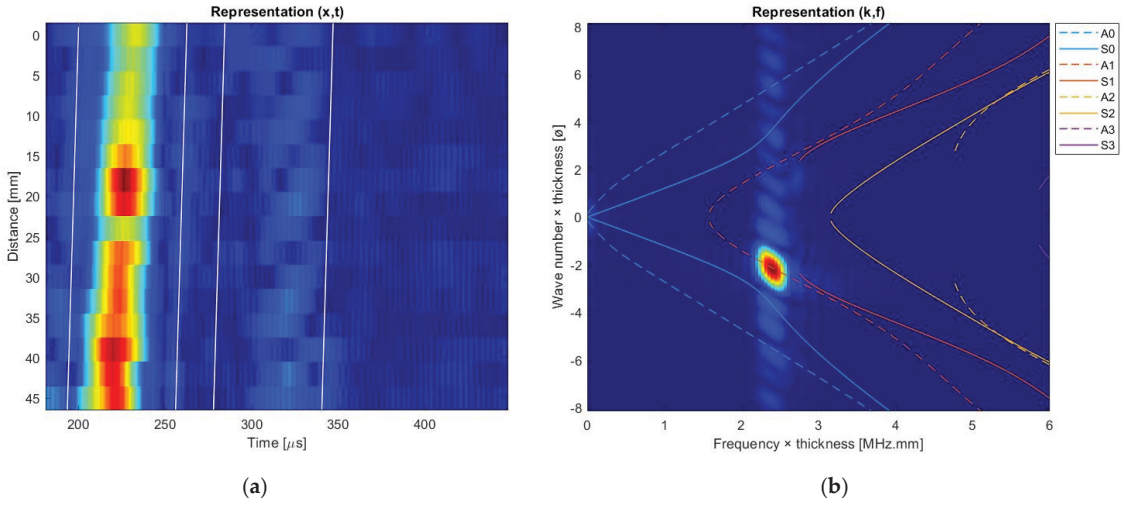 Representation (x,t)
0
5
10
15
20
25
30
35
40
45
Distance [mm]
200
250
300
350
400
Time [μs]
(a)
Representation (k,f)
8
6
4
2
0
-2
-4
-6
-8
Wave number × thickness [ø]
0
1
2
3
4
5
6
Frequency × thickness [MHz.mm]
A0
S0
A1
S1
A2
S2
A3
S3
(b)